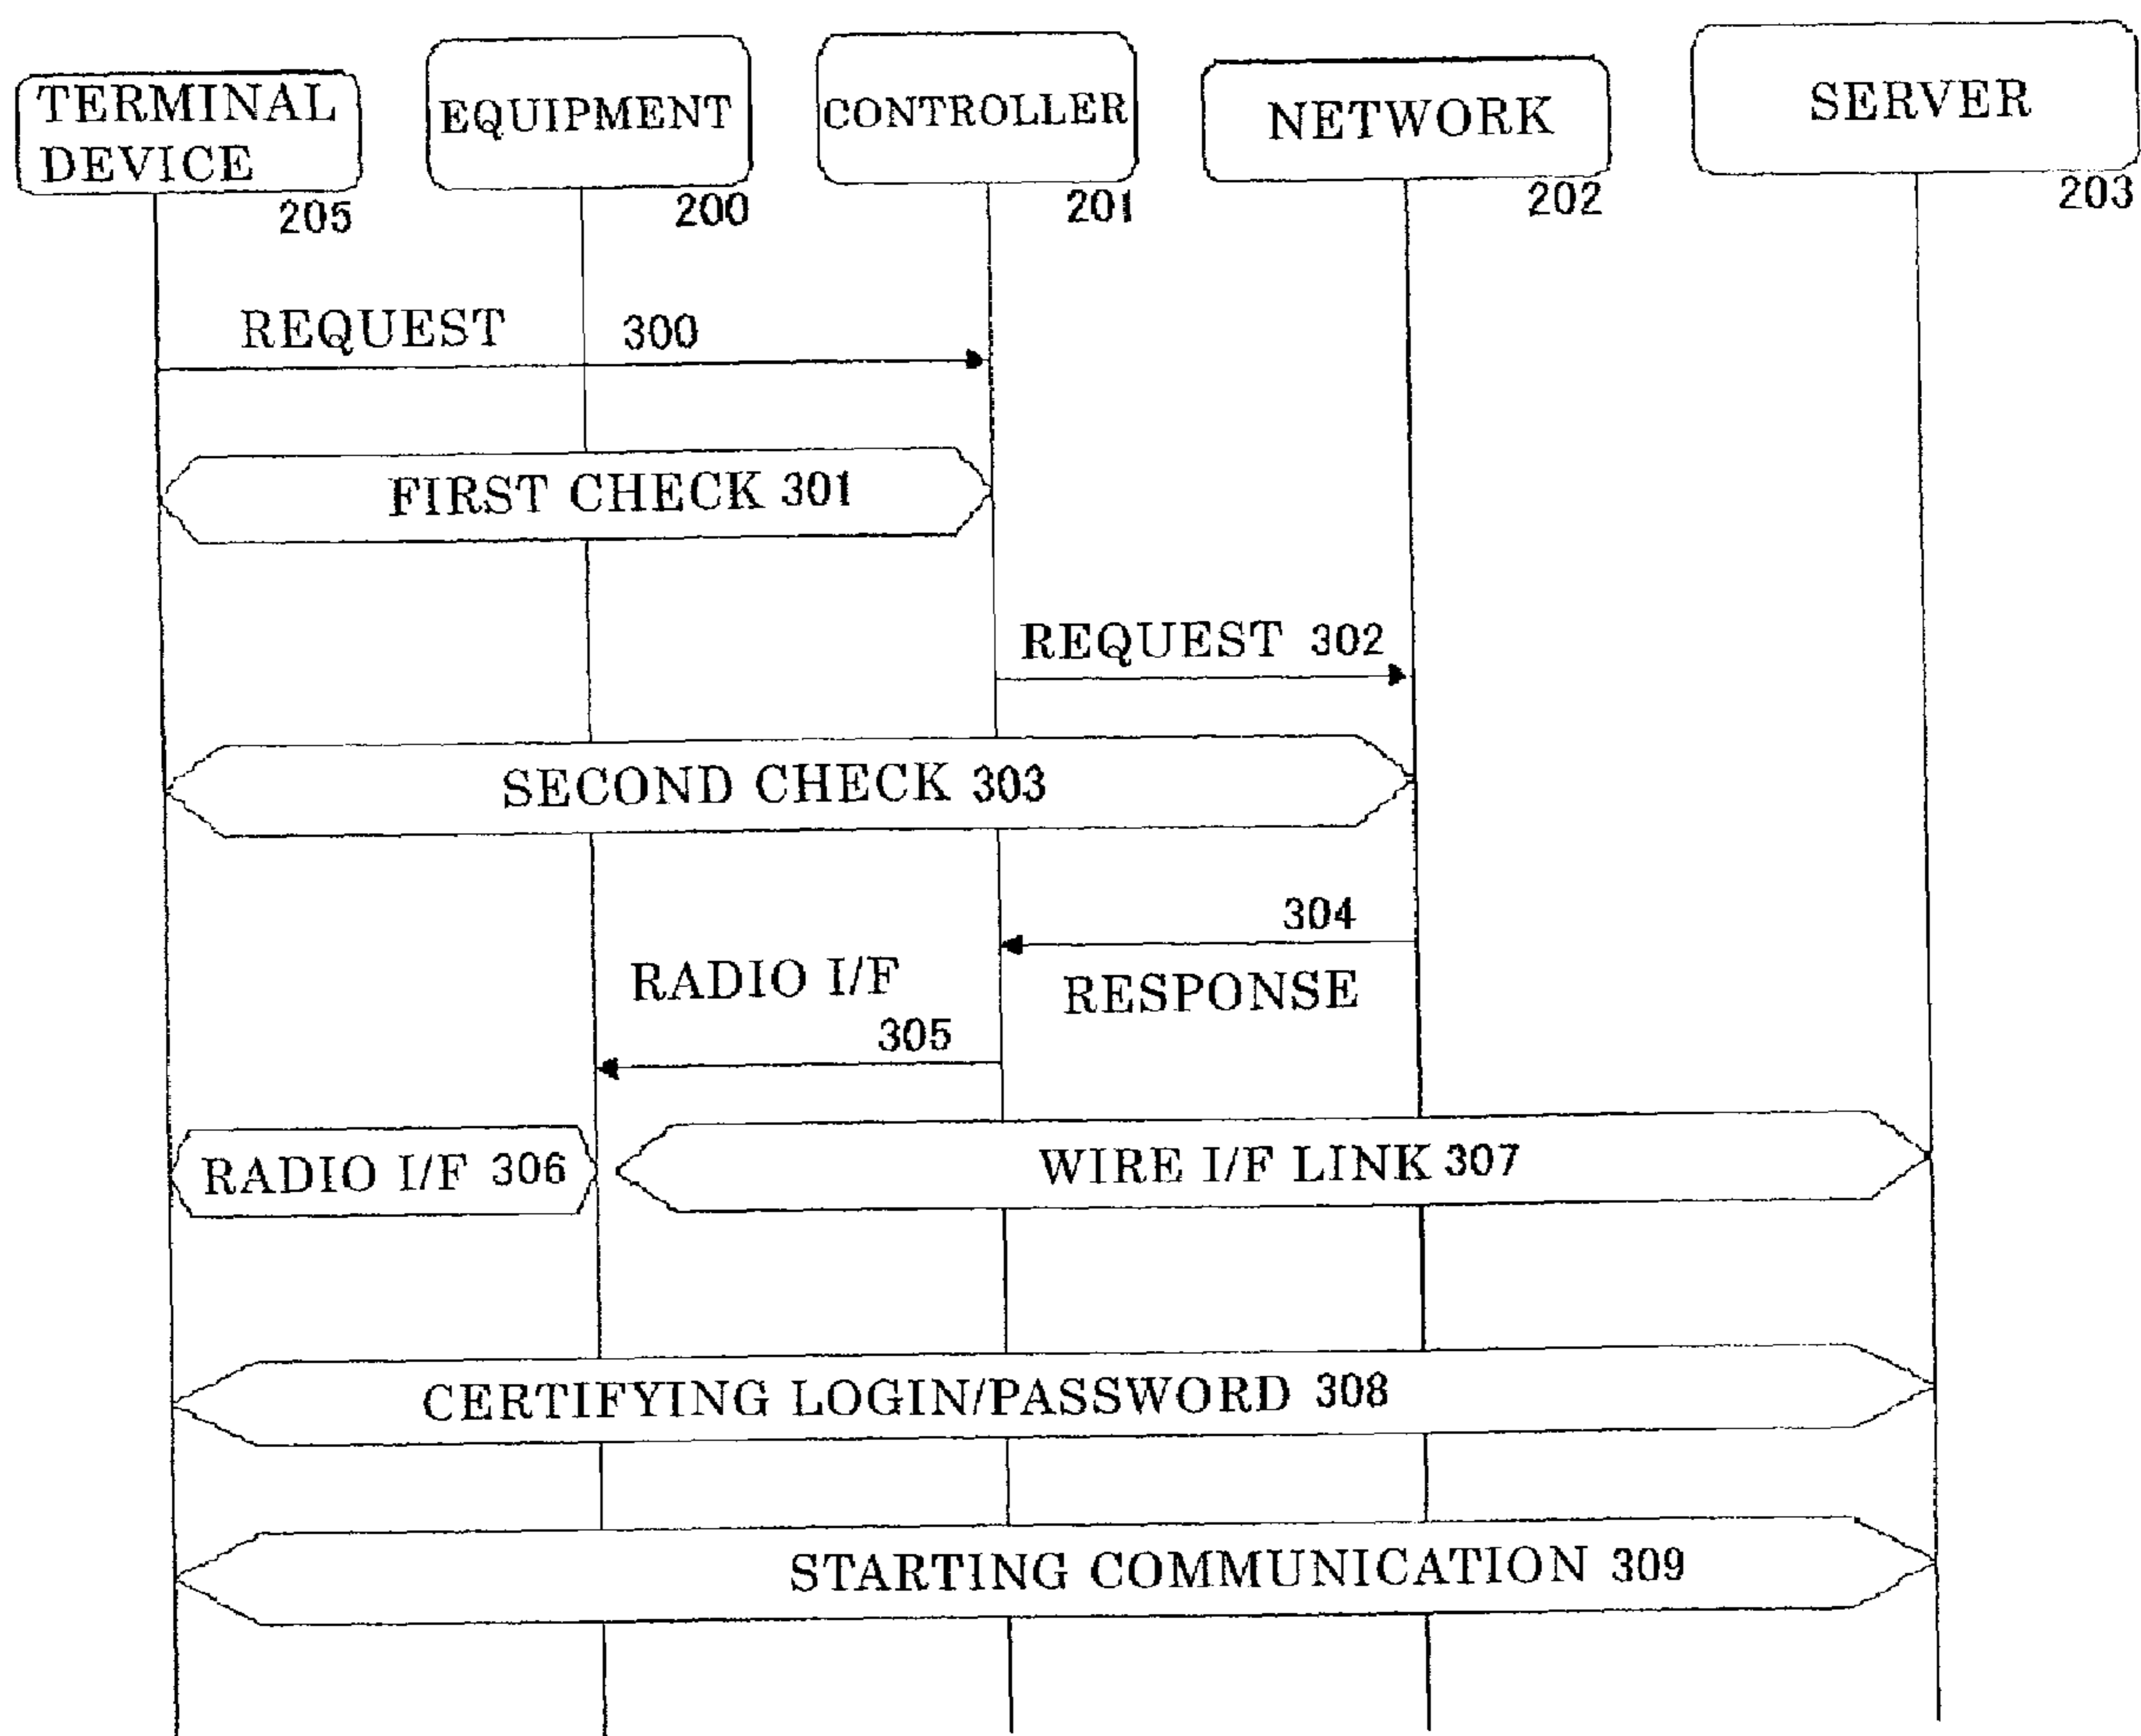 TERMINAL
DEVICE
205
EQUIPMENT
200
CONTROLLER
201
NETWORK
202
SERVER
203
REQUEST 300
FIRST CHECK 301
REQUEST 302
SECOND CHECK 303
304
RESPONSE
RADIO I/F
305
RADIO I/F 306
WIRE I/F LINK 307
CERTIFYING LOGIN/PASSWORD 308
STARTING COMMUNICATION 309